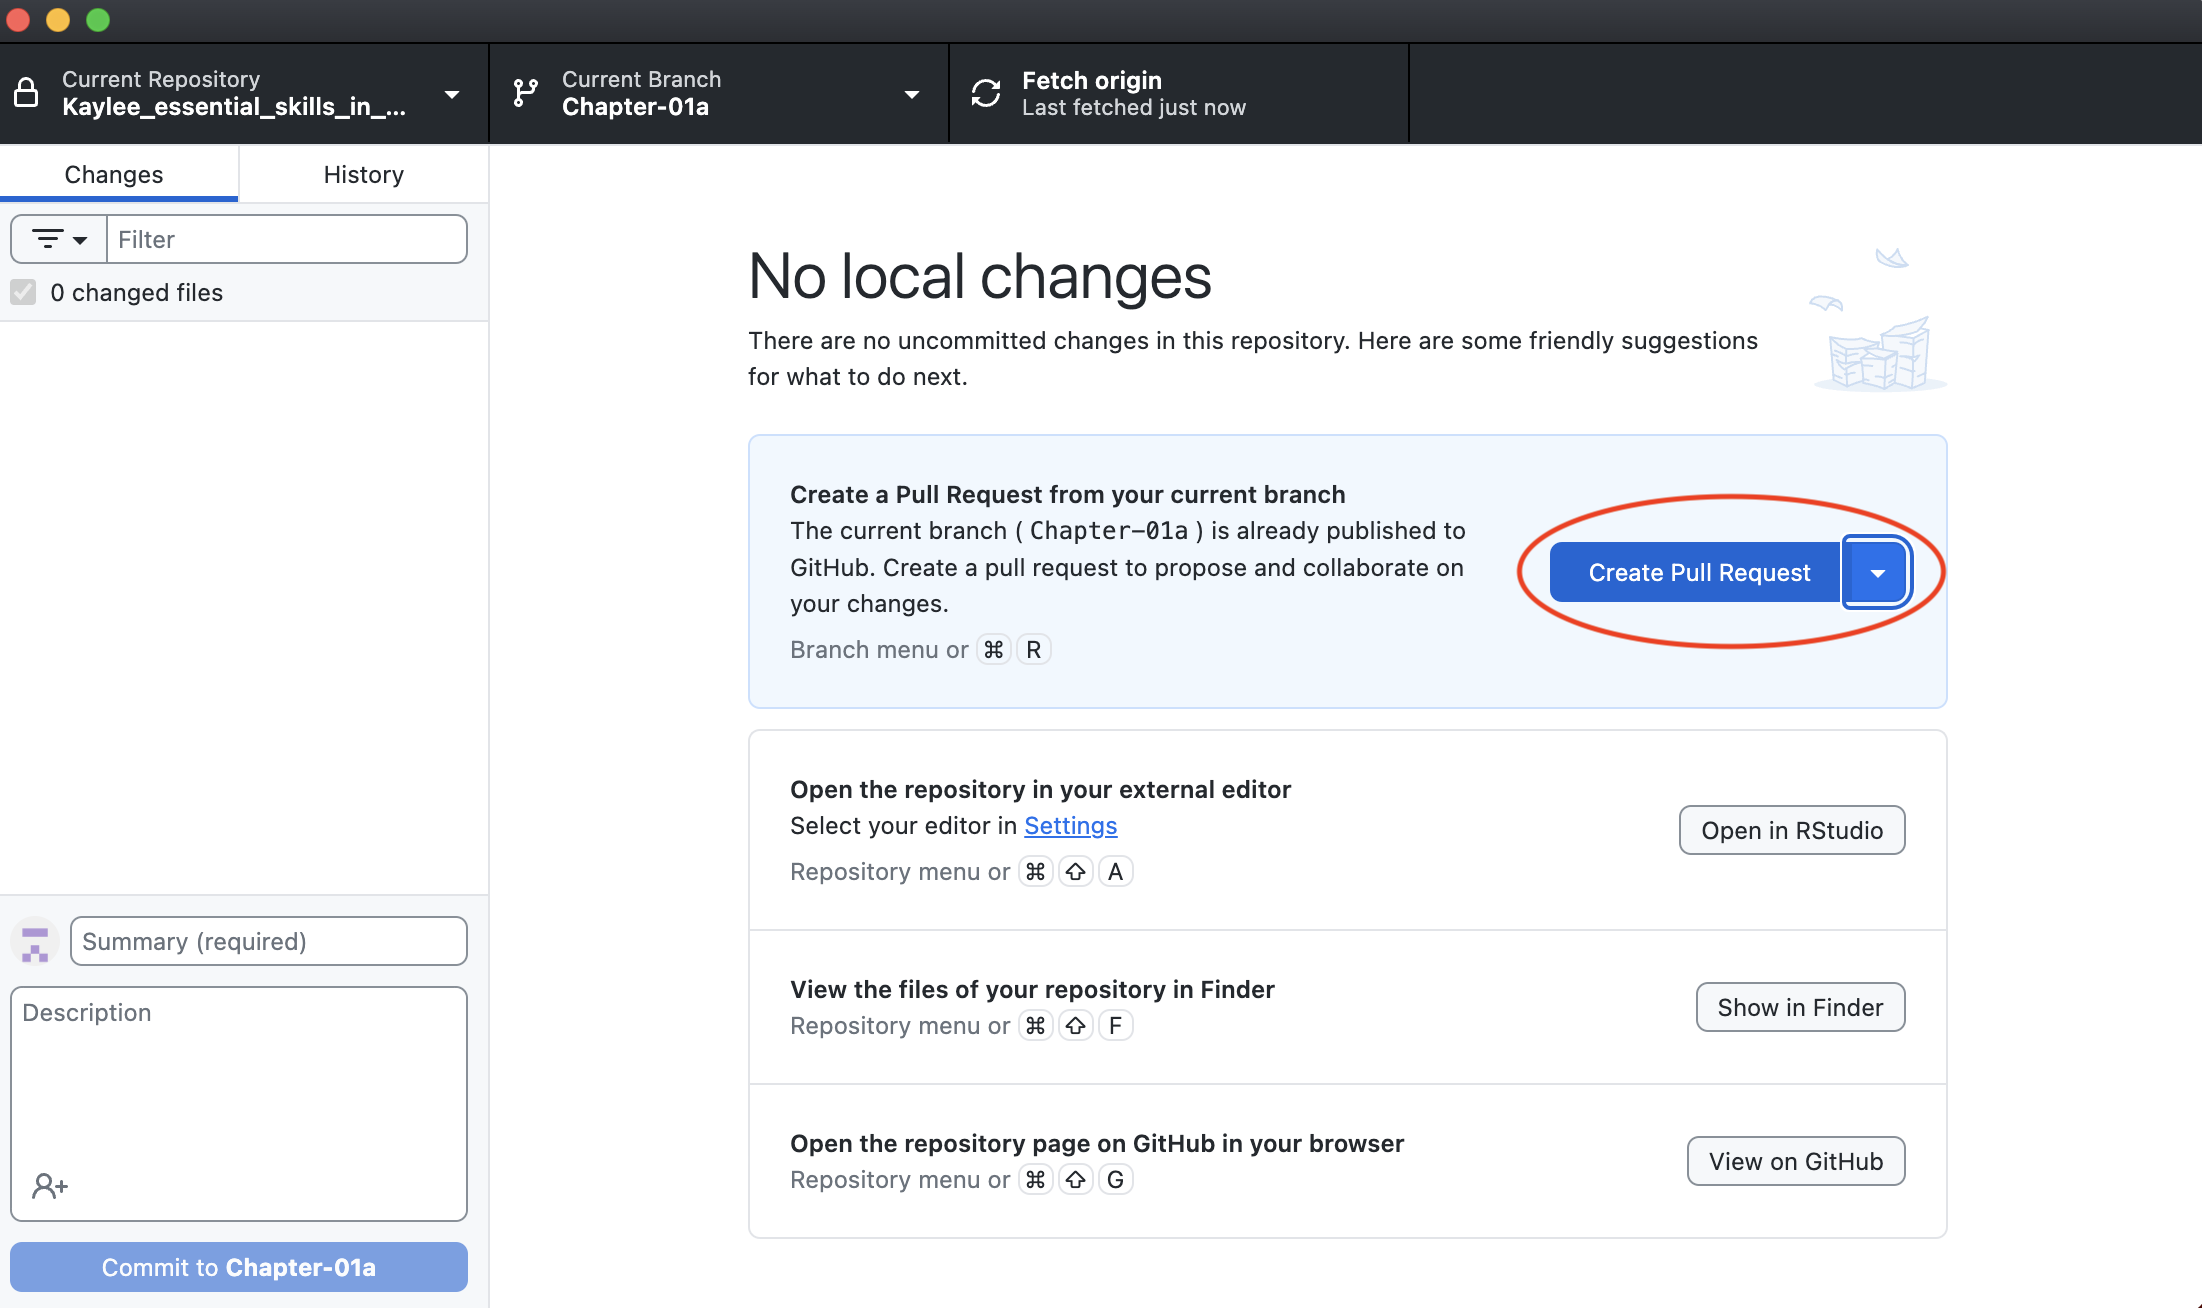 Current Repository
Kaylee_essential_skills_in_...
Current Branch
Chapter-01a
Fetch origin
Last fetched just now
Changes
History
Filter
0 changed files
No local changes
There are no uncommitted changes in this repository. Here are some friendly suggestions
for what to do next.
Create a Pull Request from your current branch
The current branch ( Chapter-01a ) is already published to
GitHub. Create a pull request to propose and collaborate on
your changes.
Branch menu or ⌘ R
Create Pull Request
Open the repository in your external editor
Select your editor in Settings
Repository menu or ⌘ ⇧ A
Open in RStudio
View the files of your repository in Finder
Repository menu or ⌘ ⇧ F
Show in Finder
Open the repository page on GitHub in your browser
Repository menu or ⌘ ⇧ G
View on GitHub
Summary (required)
Description
Commit to Chapter-01a